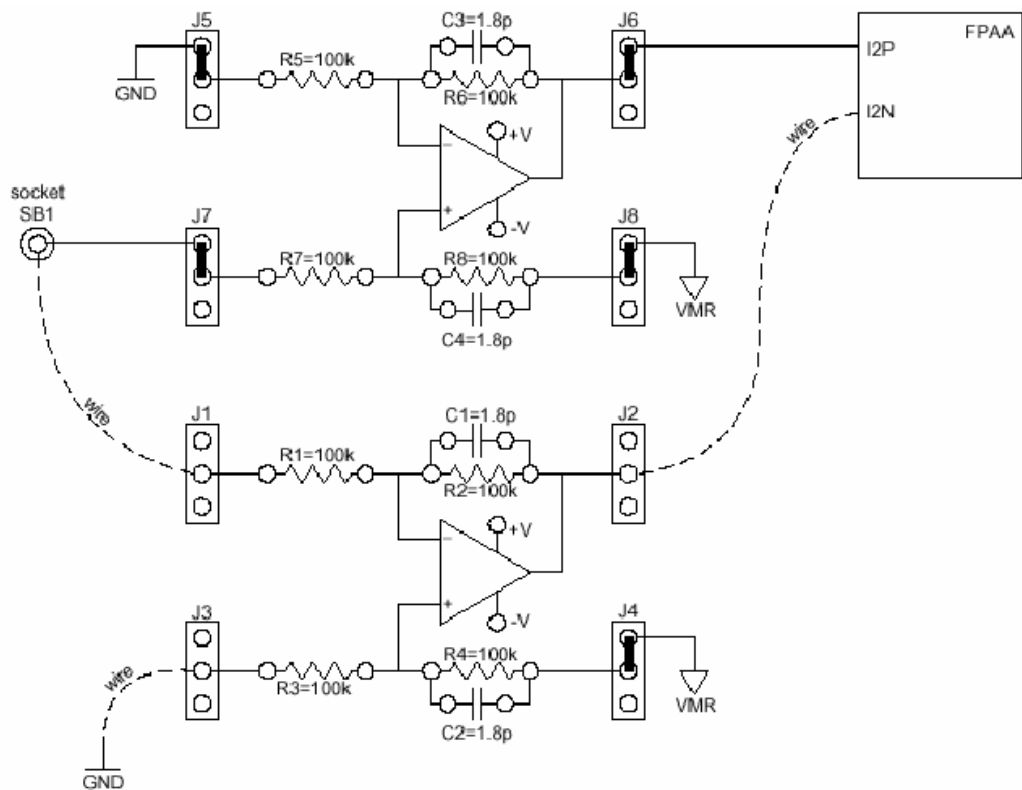 J5
C3=1.8p
J6
FPAA
R5=100k
I2P
GND
R6=100k
+V
I2N
wire
−
socket
SB1
J7
+
-V
J8
R7=100k
R8=100k
VMR
C4=1.8p
wire
J1
C1=1.8p
J2
R1=100k
R2=100k
+V
−
J3
+
-V
J4
R4=100k
wire
R3=100k
VMR
C2=1.8p
GND